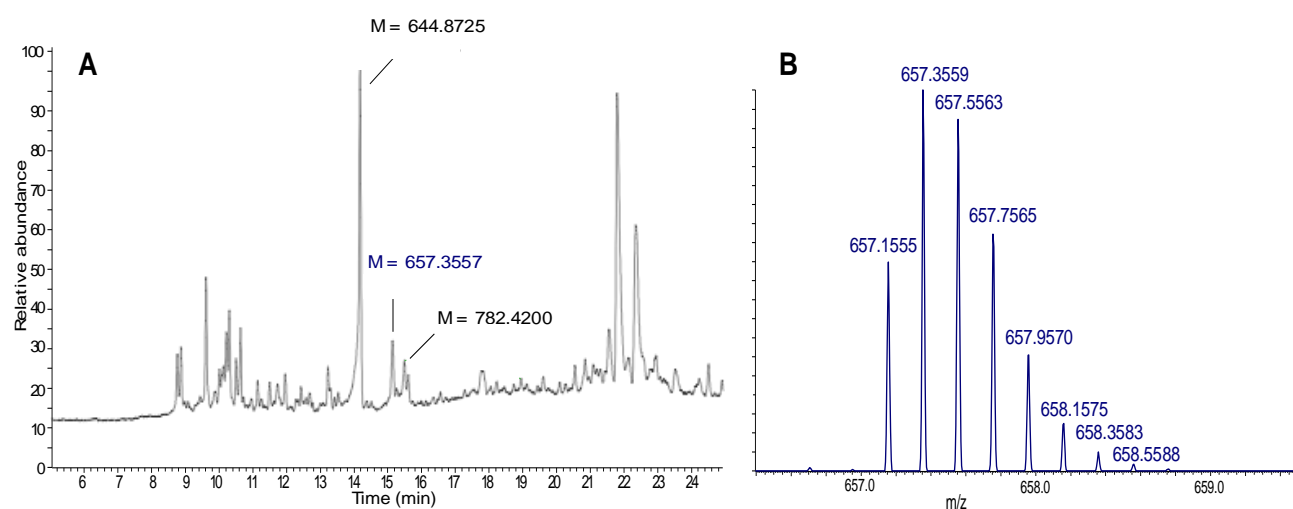 A
M = 644.8725
M = 657.3557
M = 782.4200
Relative abundance
100
90
80
70
60
50
40
30
20
10
0
6 7 8 9 10 11 12 13 14 15 16 17 18 19 20 21 22 23 24
Time (min)
B
657.3559
657.5563
657.7565
657.1555
657.9570
658.1575
658.3583
658.5588
657.0 658.0 659.0
m/z